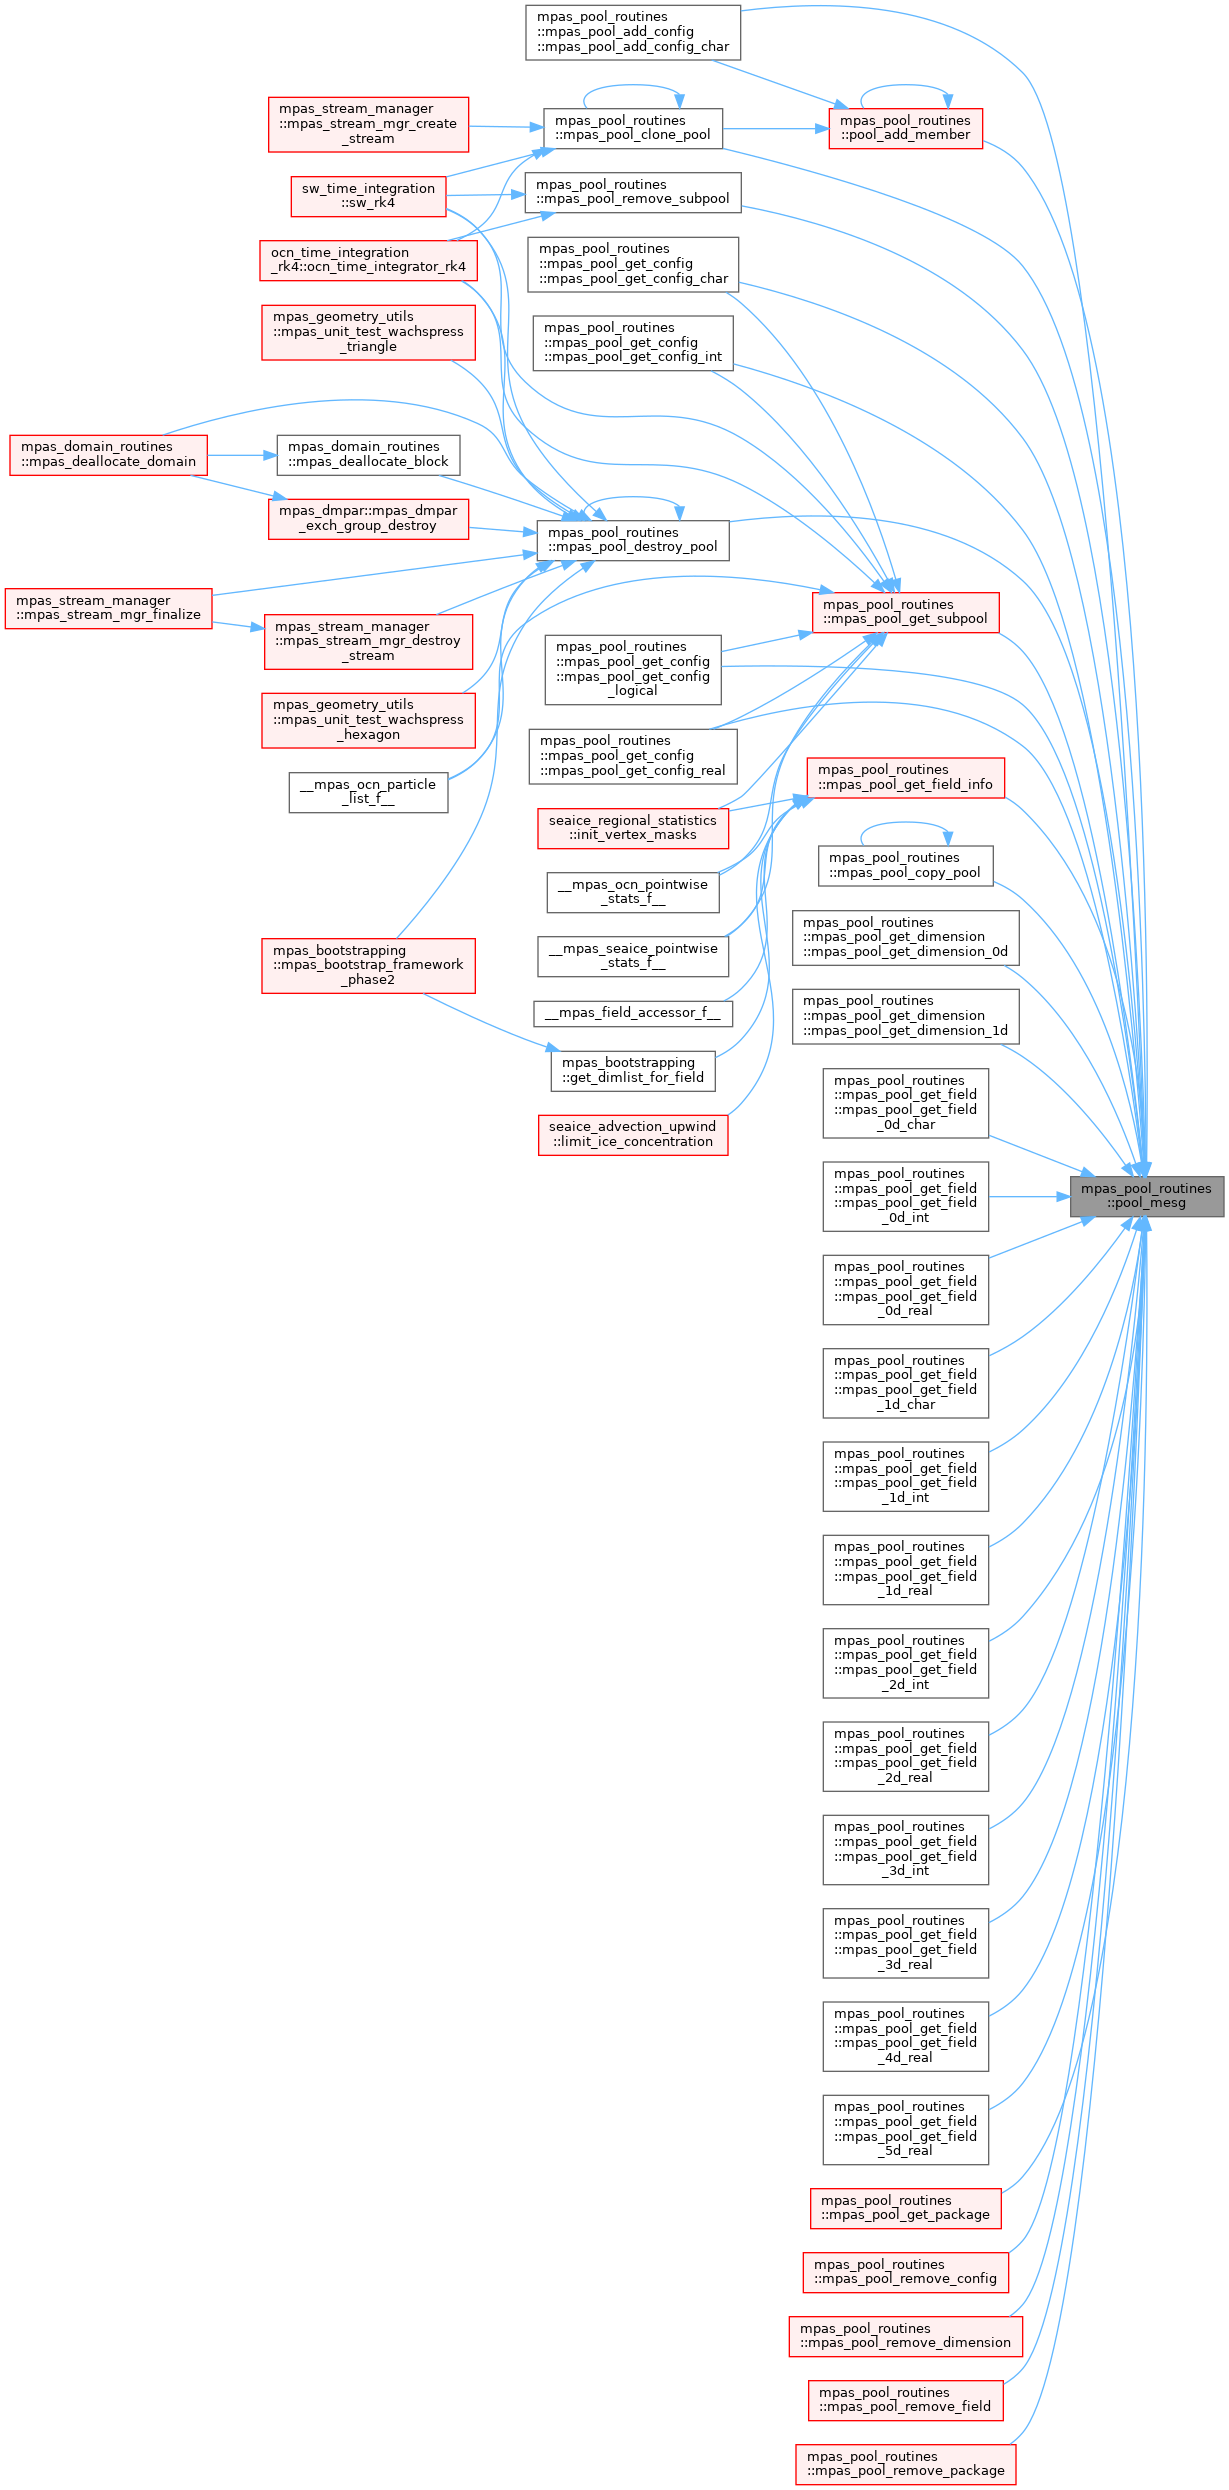 mpas_pool_routines
::mpas_pool_add_config
::mpas_pool_add_config_char
mpas_stream_manager
::mpas_stream_mgr_create
_stream
mpas_pool_routines
::mpas_pool_clone_pool
mpas_pool_routines
::pool_add_member
sw_time_integration
::sw_rk4
mpas_pool_routines
::mpas_pool_remove_subpool
ocn_time_integration
_rk4::ocn_time_integrator_rk4
mpas_pool_routines
::mpas_pool_get_config
::mpas_pool_get_config_char
mpas_geometry_utils
::mpas_unit_test_wachspress
_triangle
mpas_pool_routines
::mpas_pool_get_config
::mpas_pool_get_config_int
mpas_domain_routines
::mpas_deallocate_domain
mpas_domain_routines
::mpas_deallocate_block
mpas_dmpar::mpas_dmpar
_exch_group_destroy
mpas_pool_routines
::mpas_pool_destroy_pool
mpas_stream_manager
::mpas_stream_mgr_finalize
mpas_stream_manager
::mpas_stream_mgr_destroy
_stream
mpas_pool_routines
::mpas_pool_get_subpool
mpas_pool_routines
::mpas_pool_get_config
::mpas_pool_get_config
_logical
mpas_geometry_utils
::mpas_unit_test_wachspress
_hexagon
mpas_pool_routines
::mpas_pool_get_config
::mpas_pool_get_config_real
__mpas_ocn_particle
_list_f__
mpas_pool_routines
::mpas_pool_get_field_info
seaice_regional_statistics
::init_vertex_masks
mpas_pool_routines
::mpas_pool_copy_pool
__mpas_ocn_pointwise
_stats_f__
mpas_pool_routines
::mpas_pool_get_dimension
::mpas_pool_get_dimension_0d
__mpas_seaice_pointwise
_stats_f__
mpas_bootstrapping
::mpas_bootstrap_framework
_phase2
__mpas_field_accessor_f__
mpas_pool_routines
::mpas_pool_get_dimension
::mpas_pool_get_dimension_1d
mpas_bootstrapping
::get_dimlist_for_field
mpas_pool_routines
::mpas_pool_get_field
::mpas_pool_get_field
_0d_char
seaice_advection_upwind
::limit_ice_concentration
mpas_pool_routines
::mpas_pool_get_field
::mpas_pool_get_field
_0d_int
mpas_pool_routines
::pool_mesg
mpas_pool_routines
::mpas_pool_get_field
::mpas_pool_get_field
_0d_real
mpas_pool_routines
::mpas_pool_get_field
::mpas_pool_get_field
_1d_char
mpas_pool_routines
::mpas_pool_get_field
::mpas_pool_get_field
_1d_int
mpas_pool_routines
::mpas_pool_get_field
::mpas_pool_get_field
_1d_real
mpas_pool_routines
::mpas_pool_get_field
::mpas_pool_get_field
_2d_int
mpas_pool_routines
::mpas_pool_get_field
::mpas_pool_get_field
_2d_real
mpas_pool_routines
::mpas_pool_get_field
::mpas_pool_get_field
_3d_int
mpas_pool_routines
::mpas_pool_get_field
::mpas_pool_get_field
_3d_real
mpas_pool_routines
::mpas_pool_get_field
::mpas_pool_get_field
_4d_real
mpas_pool_routines
::mpas_pool_get_field
::mpas_pool_get_field
_5d_real
mpas_pool_routines
::mpas_pool_get_package
mpas_pool_routines
::mpas_pool_remove_config
mpas_pool_routines
::mpas_pool_remove_dimension
mpas_pool_routines
::mpas_pool_remove_field
mpas_pool_routines
::mpas_pool_remove_package